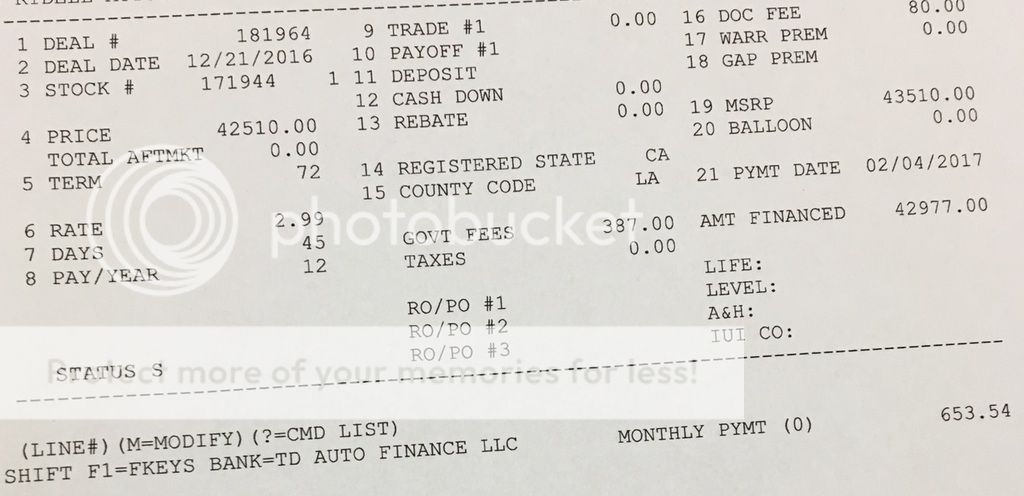 1 DEAL # 181964 9 TRADE #1 0.00 16 DOC FEE 80.00
2 DEAL DATE 12/21/2016 10 PAYOFF #1 17 WARR PREM 0.00
3 STOCK # 171944 1 11 DEPOSIT 18 GAP PREM
12 CASH DOWN 0.00
4 PRICE 42510.00 13 REBATE 0.00 19 MSRP 43510.00
TOTAL AFTMKT 0.00 20 BALLOON 0.00
5 TERM 72 14 REGISTERED STATE CA
15 COUNTY CODE LA 21 PYMT DATE 02/04/2017
6 RATE 2.99
7 DAYS 45 GOVT FEES 387.00 AMT FINANCED 42977.00
8 PAY/YEAR 12 TAXES 0.00
LIFE:
RO/PO #1 LEVEL:
RO/PO #2 A&H:
RO/PO #3 IUI CO:
STATUS S
(LINE#) (M=MODIFY) (?=CMD LIST) MONTHLY PYMT (0) 653.54
SHIFT F1=FKEYS BANK=TD AUTO FINANCE LLC
photobucket
Protect more of your memories for less!